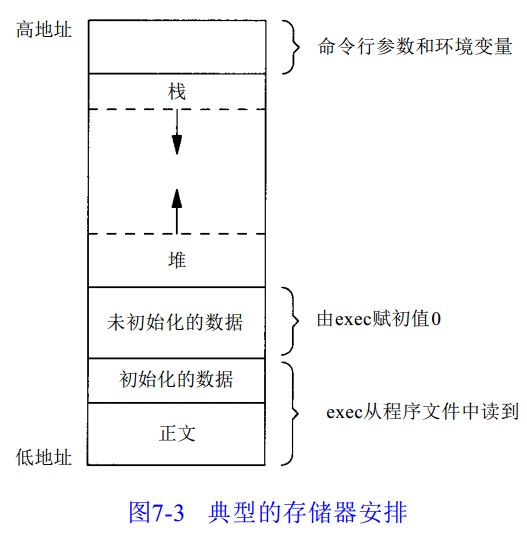 高地址
命令行参数和环境变量
栈
堆
未初始化的数据
由exec赋初值0
初始化的数据
exec从程序文件中读到
正文
低地址
图7-3 典型的存储器安排